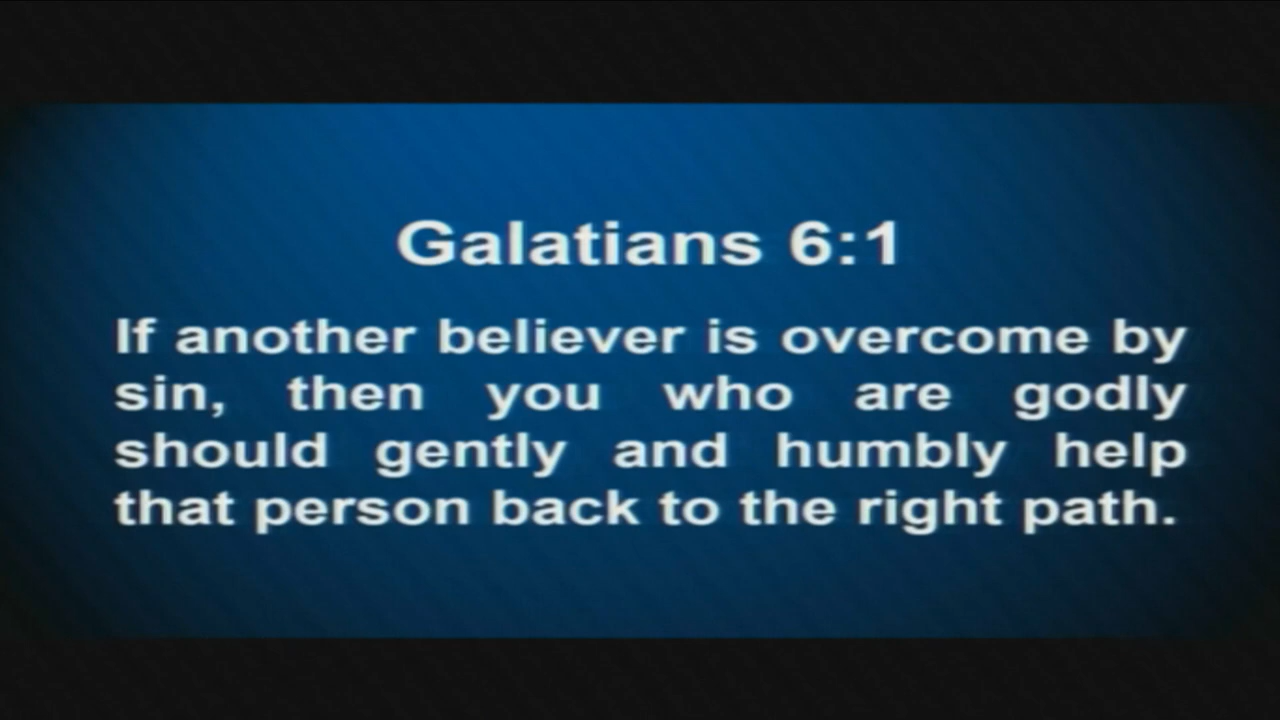 Galatians 6:1
If another believer is overcome by
sin, then you who are godly
should gently and humbly help
that person back to the right path.